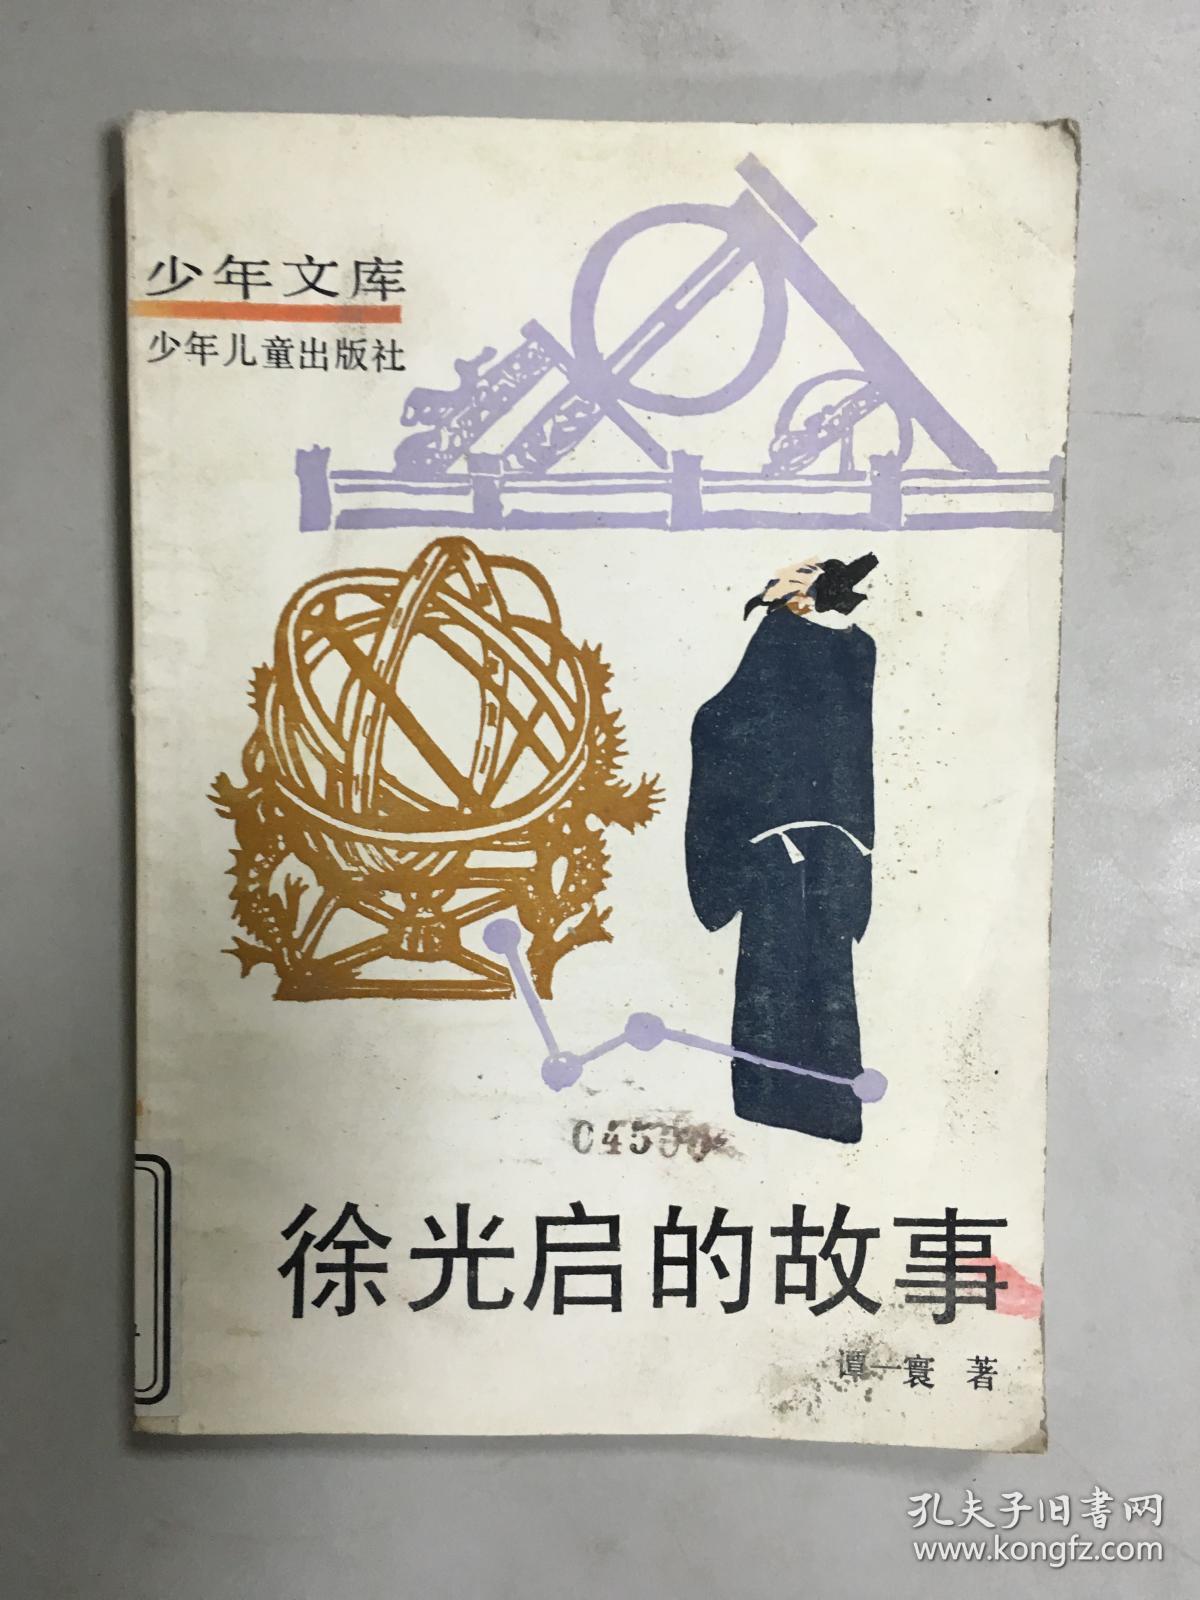 少年文库
少年儿童出版社
徐光启的故事
谭一寰 著
孔夫子旧书网
www.kongfz.com